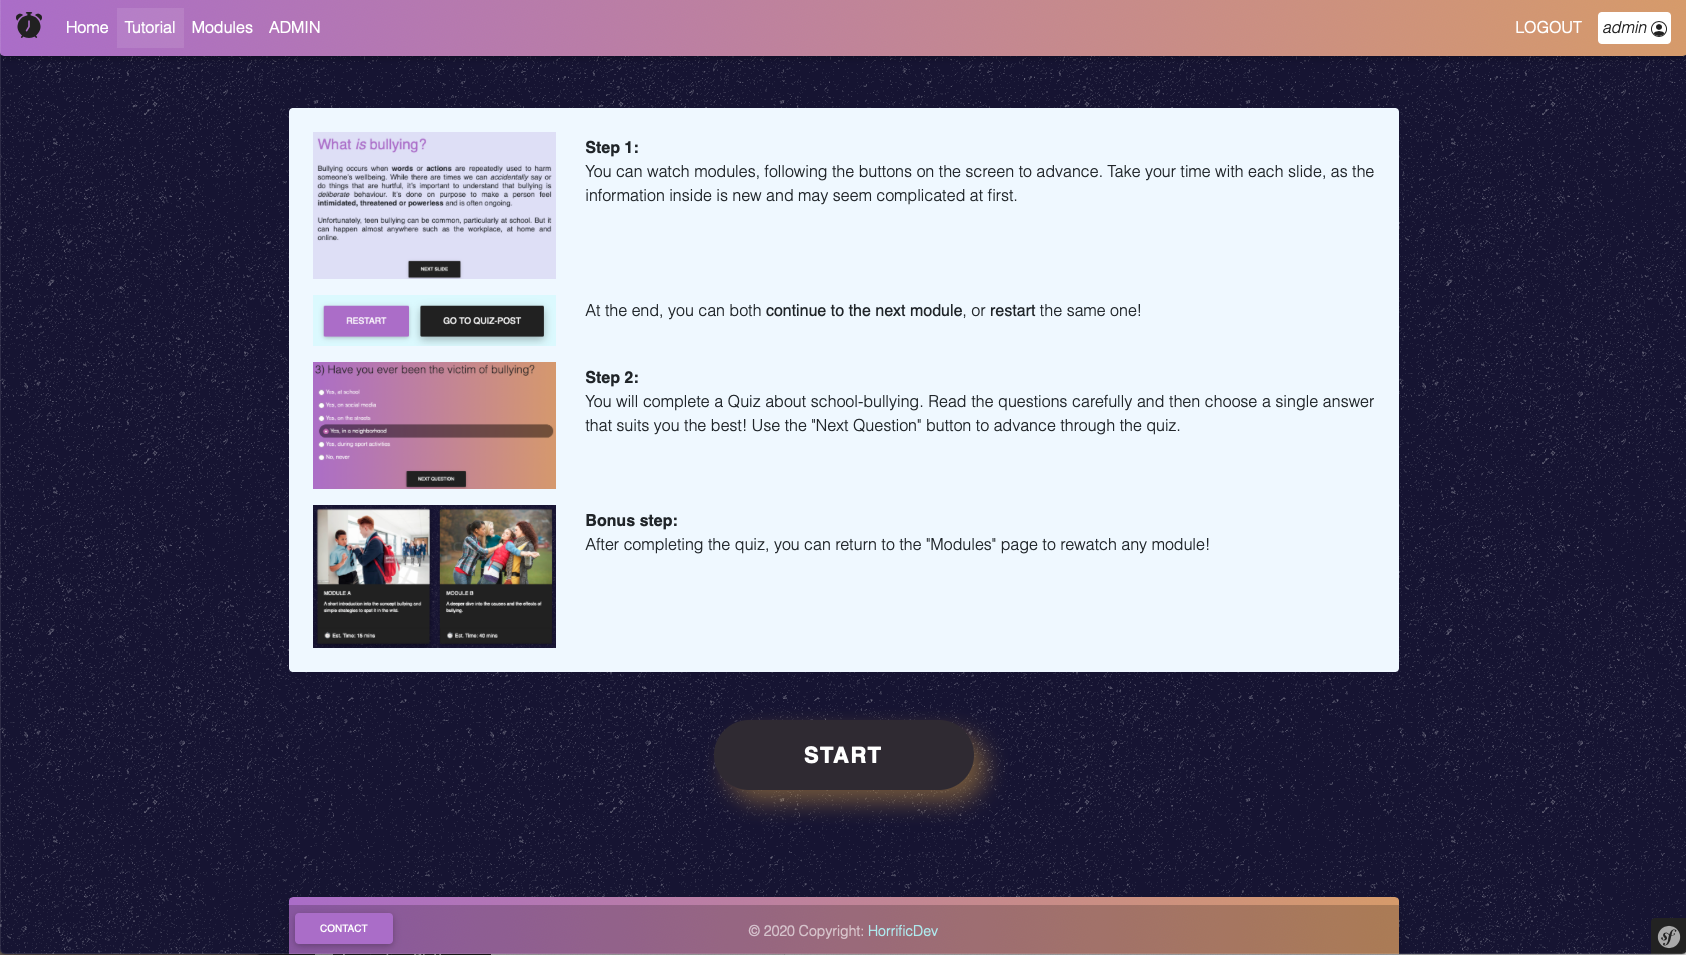 Home Tutorial Modules ADMIN LOGOUT admin
What is bullying?
Bullying occurs when words or actions are repeatedly used to harm
someone's wellbeing. While there are times we can accidentally say or
do things that are hurtful, it's important to understand that bullying is
deliberate behaviour. It's done on purpose to make a person feel
intimidated, threatened or powerless and is often ongoing.
Unfortunately, teen bullying can be common, particularly at school. But it
can happen almost anywhere such as the workplace, at home and
online.
NEXT SLIDE
Step 1:
You can watch modules, following the buttons on the screen to advance. Take your time with each slide, as the
information inside is new and may seem complicated at first.
RESTART GO TO QUIZ-POST
At the end, you can both continue to the next module, or restart the same one!
3) Have you ever been the victim of bullying?
Yes, at school
Yes, on social media
Yes, on the streets
Yes, in a neighborhood
Yes, during sport activities
No, never
NEXT QUESTION
Step 2:
You will complete a Quiz about school-bullying. Read the questions carefully and then choose a single answer
that suits you the best! Use the "Next Question" button to advance through the quiz.
MODULE A
A short introduction into the concept bullying and
simple strategies to spot it in the wild.
Est. Time: 15 mins
MODULE B
A deeper dive into the causes and the effects of
bullying.
Est. Time: 40 mins
Bonus step:
After completing the quiz, you can return to the "Modules" page to rewatch any module!
START
CONTACT
© 2020 Copyright: HorrificDev
sf